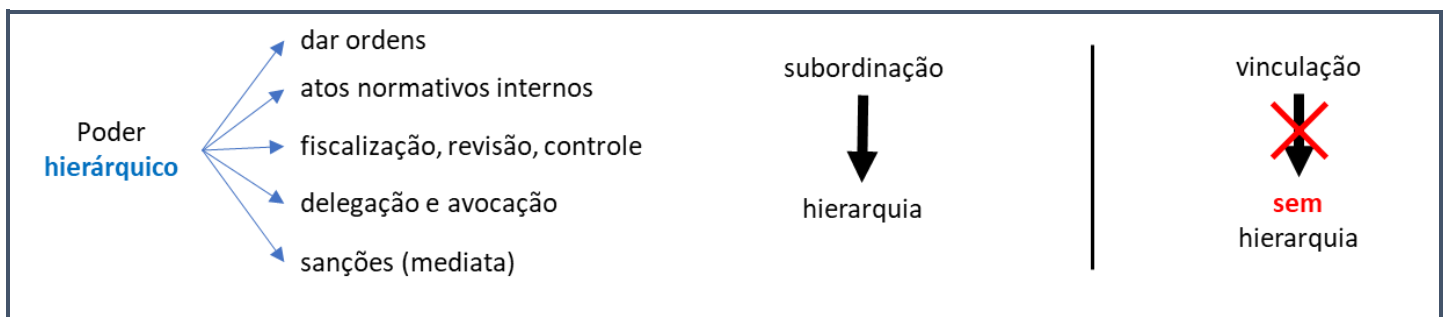 Poder
hierárquico
dar ordens
atos normativos internos
fiscalização, revisão, controle
delegação e avocação
sanções (mediata)
subordinação
hierarquia
vinculação
sem
hierarquia